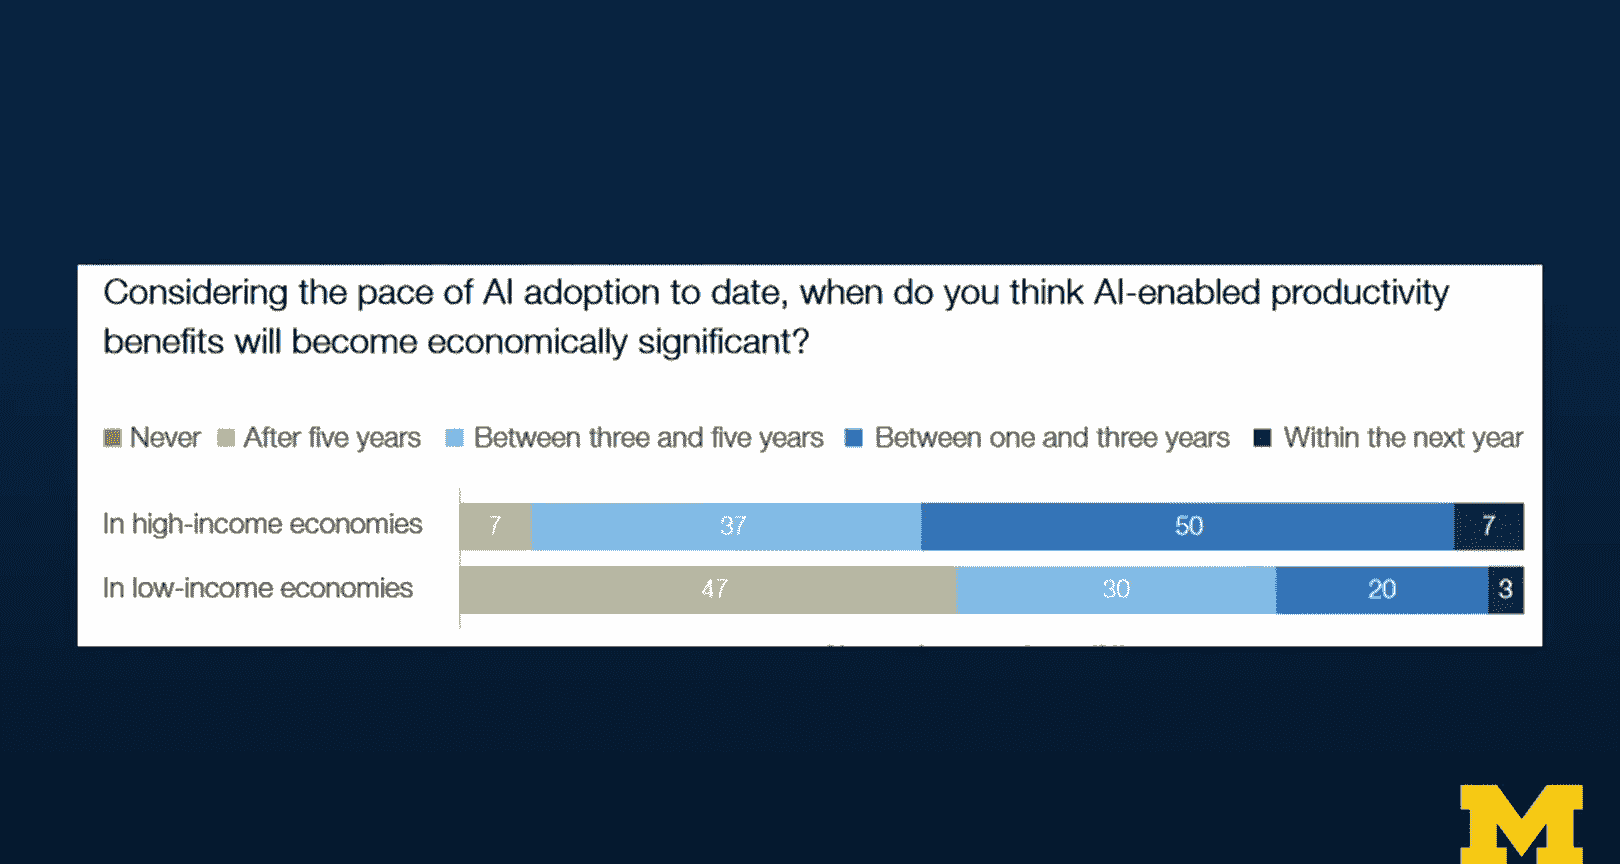 Considering the pace of AI adoption to date, when do you think AI-enabled productivity
benefits will become economically significant?
Never After five years Between three and five years Between one and three years Within the next year
In high-income economies 7 37 50 7
In low-income economies 47 30 20 3
M